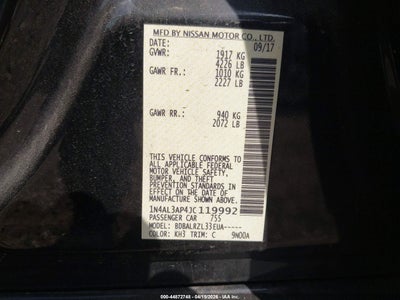 MFD BY NISSAN MOTOR CO., LTD.
DATE: 09/17
GVWR: 1917 KG
4226 LB
GAWR FR.: 1010 KG
2227 LB
GAWR RR.: 940 KG
2072 LB
THIS VEHICLE CONFORMS TO
ALL APPLICABLE FEDERAL
MOTOR VEHICLE SAFETY,
BUMPER, AND THEFT
PREVENTION STANDARDS
IN EFFECT ON THE DATE OF
MANUFACTURE SHOWN ABOVE.
1N4AL3AP4JC119992
PASSENGER CAR 755
MODEL: BDBALRZL33EUA-----
COLOR: KH3 TRIM: C 9N00A
000-44872748 - 04/15/2026 - IAAI.COM